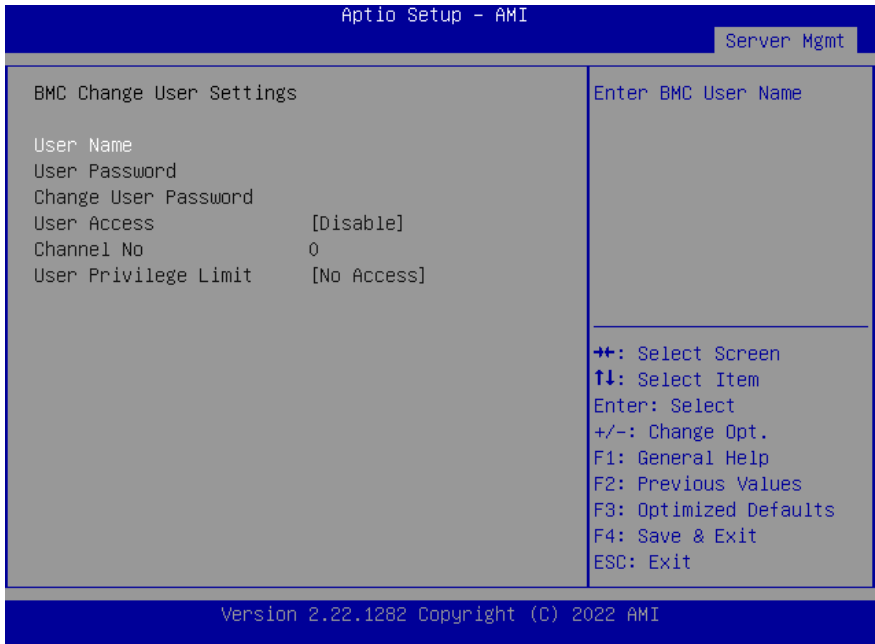 Aptio Setup – AMI
Server Mgmt
BMC Change User Settings
User Name
User Password
Change User Password
User Access [Disable]
Channel No 0
User Privilege Limit [No Access]
Enter BMC User Name
→←: Select Screen
↑↓: Select Item
Enter: Select
+/-: Change Opt.
F1: General Help
F2: Previous Values
F3: Optimized Defaults
F4: Save & Exit
ESC: Exit
Version 2.22.1282 Copyright (C) 2022 AMI